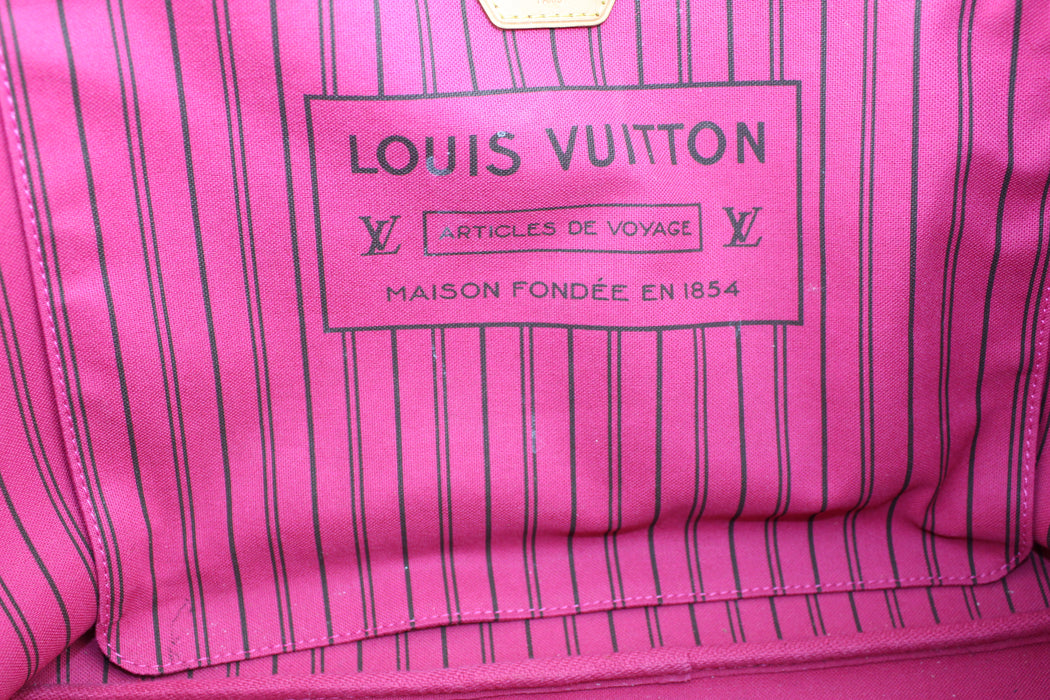 LOUIS VUITTON
LV ARTICLES DE VOYAGE LV
MAISON FONDÉE EN 1854